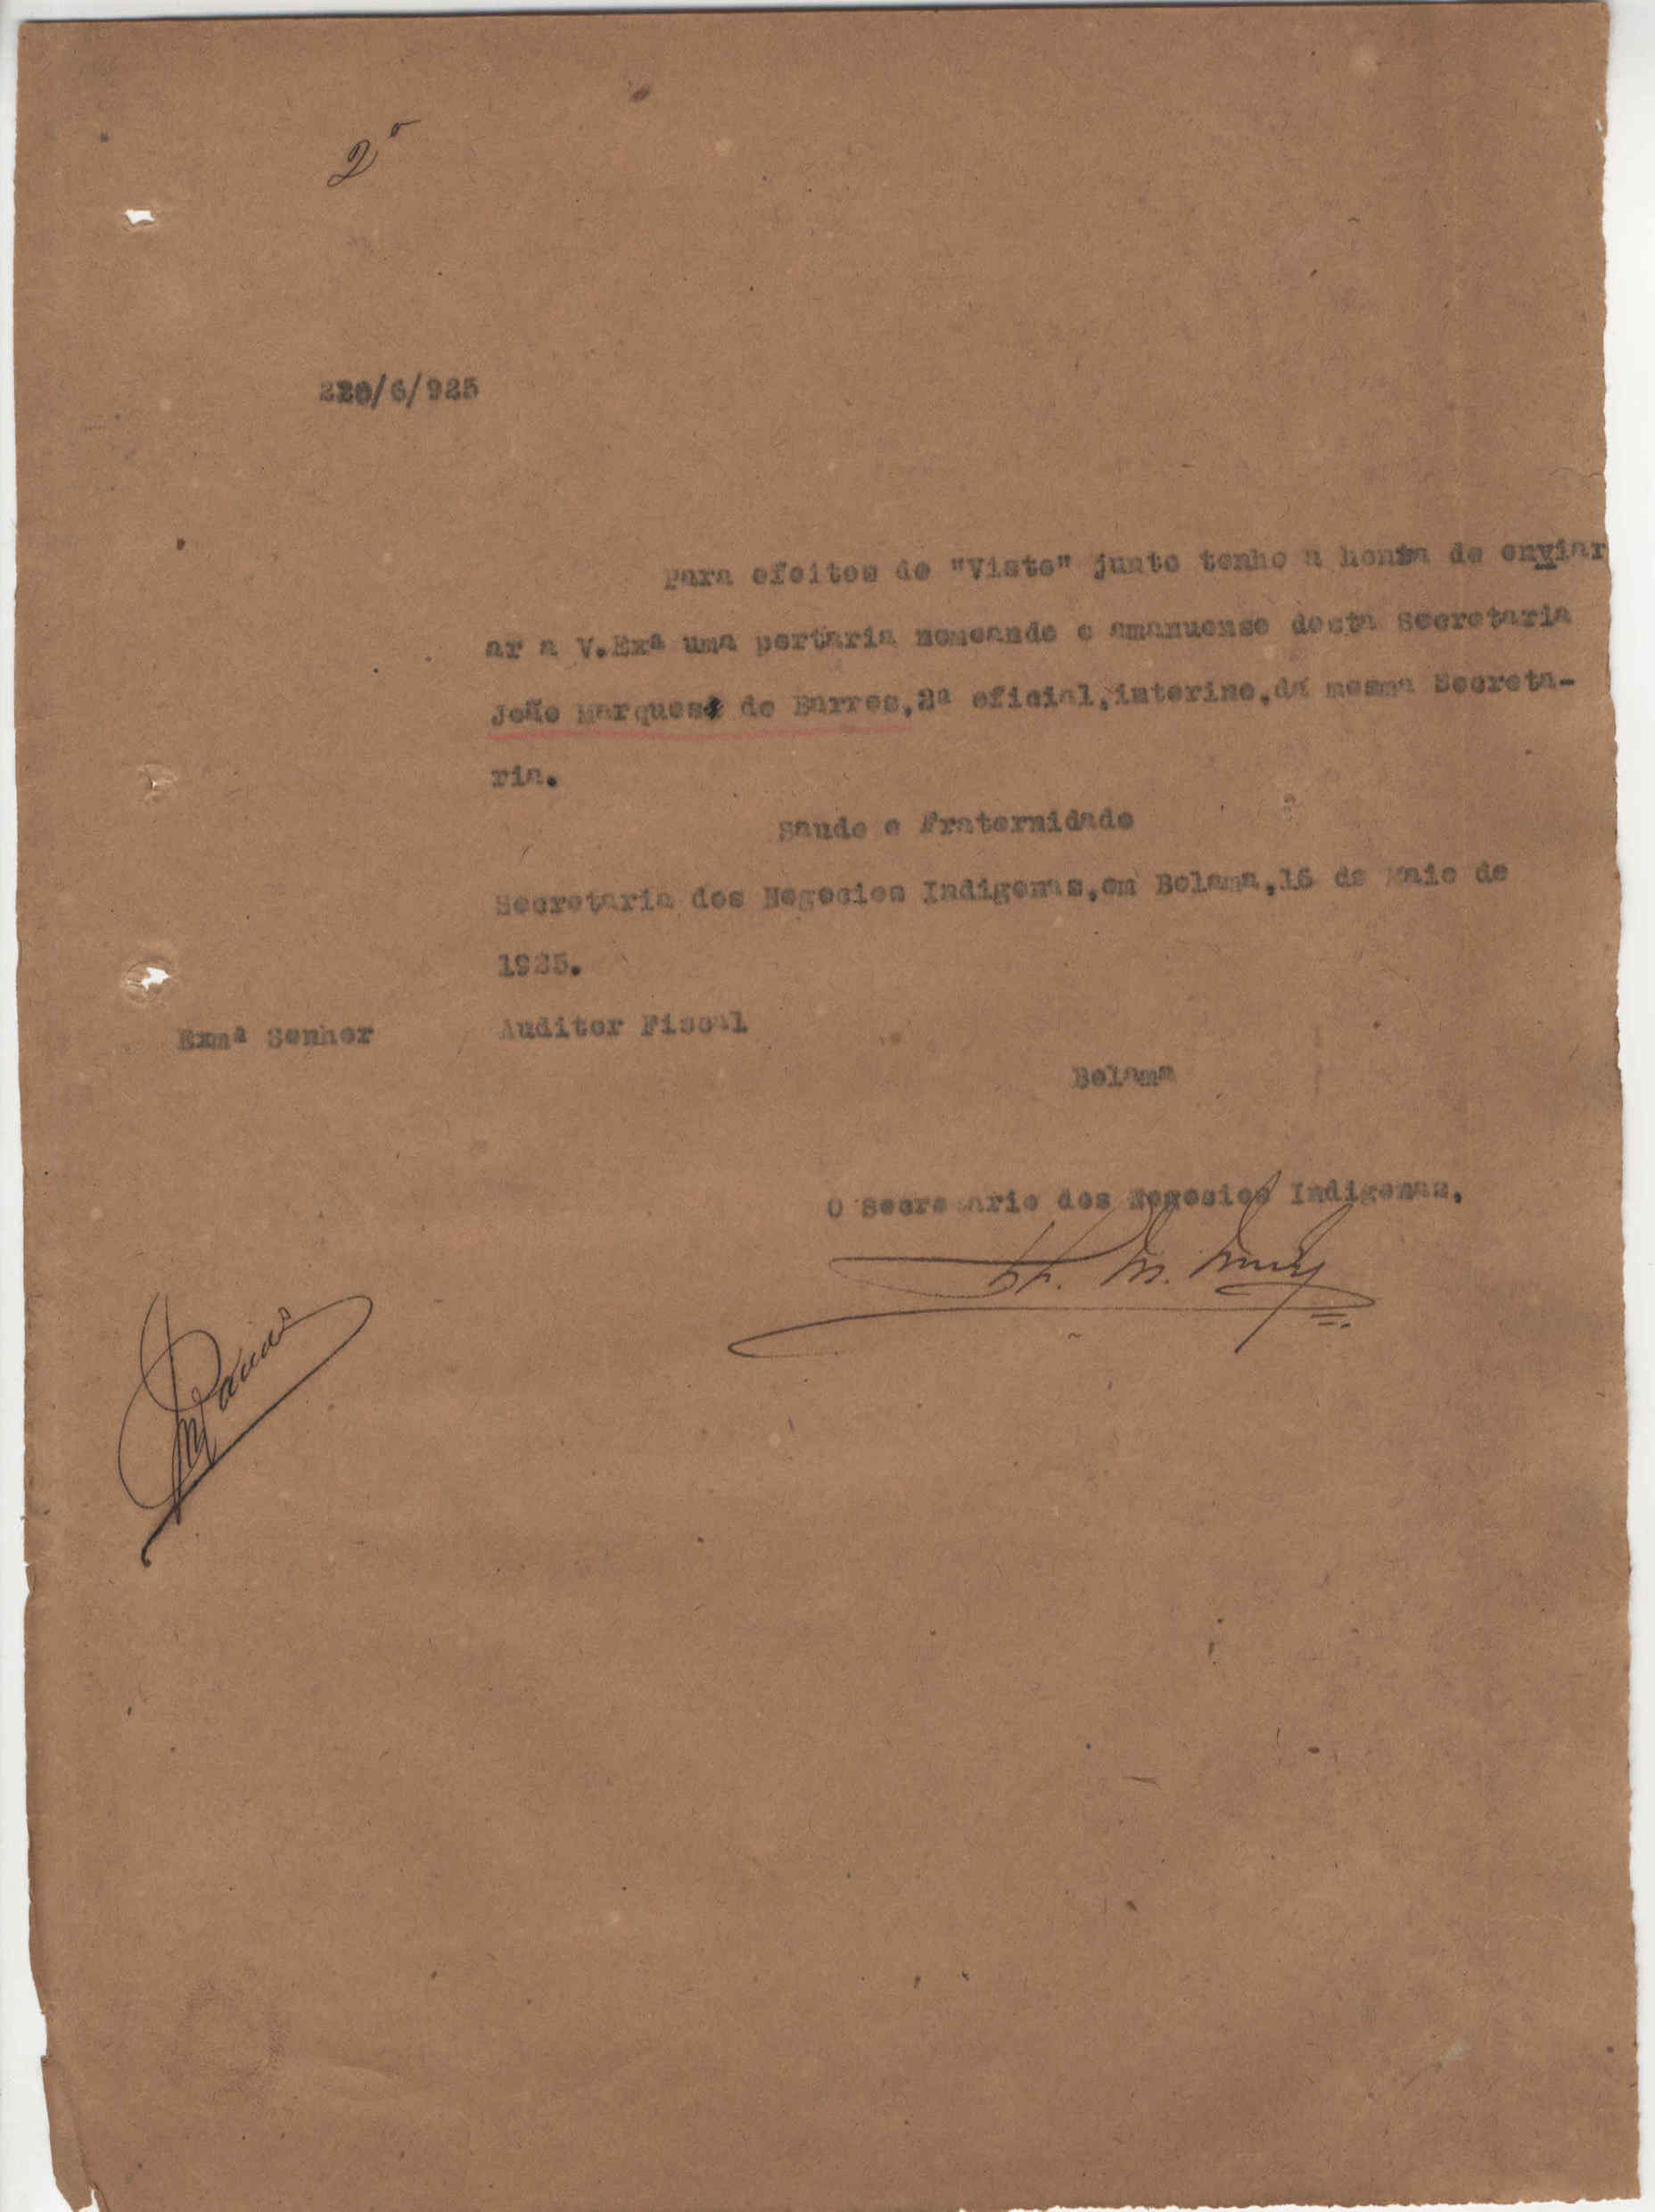 2º
220/6/925
Para efeitos de "Visto" junto tenho a honra de enviar
ar a V.Exª uma portaria nomeando o amanuense desta Secretaria
João Marques de Barros,2ª oficial,interino,da mesma Secreta-
ria.
Saude e Fraternidade
Secretaria dos Negocios Indigenas,em Bolama,15 de Maio de
1925.
Exmª Senhor Auditor Fiscal
Bolama
O Secretario dos Negocios Indigenas,